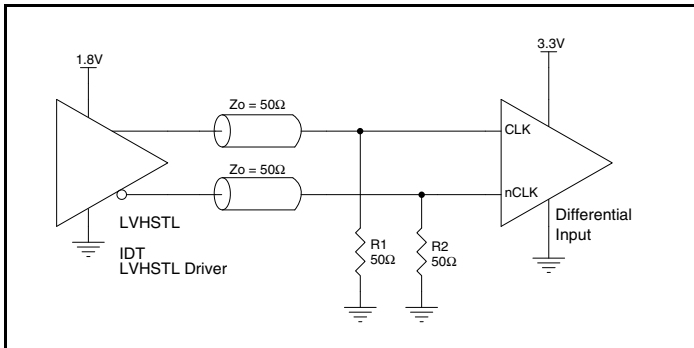 1.8V
3.3V
Zo = 50Ω
CLK
Zo = 50Ω
nCLK
LVHSTL
IDT
LVHSTL Driver
R1
50Ω
R2
50Ω
Differential
Input